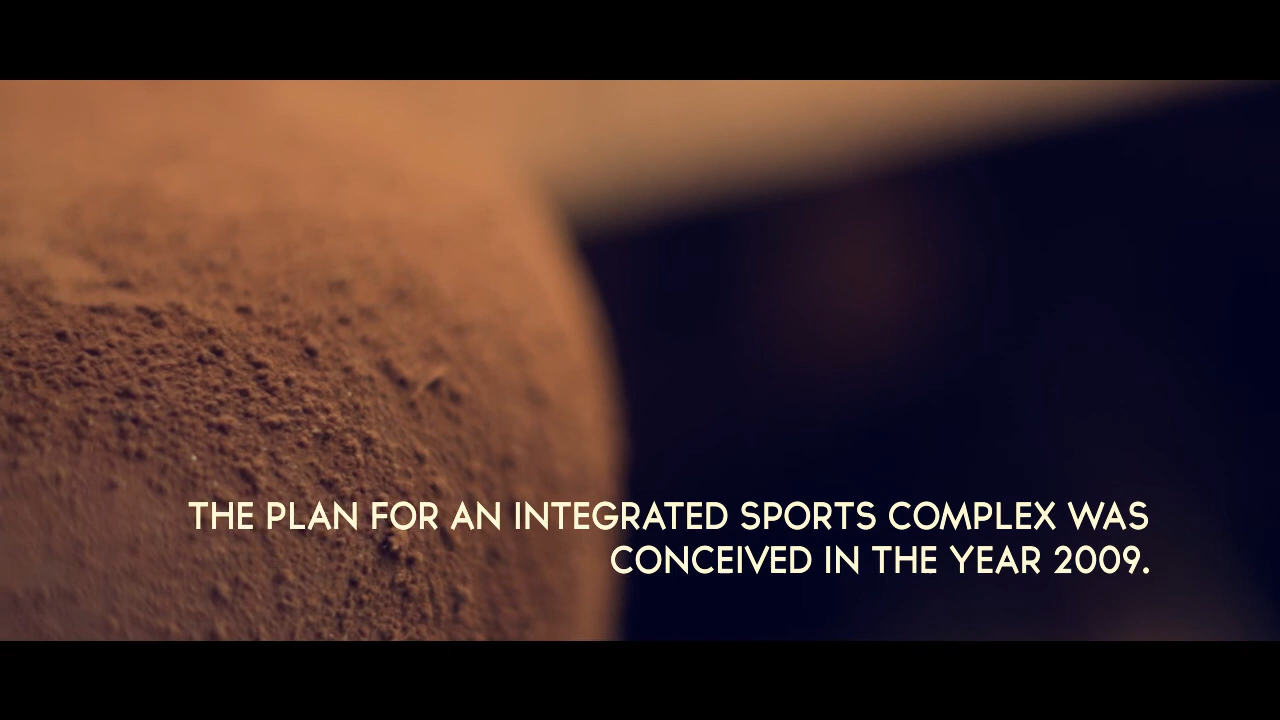 THE PLAN FOR AN INTEGRATED SPORTS COMPLEX WAS
CONCEIVED IN THE YEAR 2009.